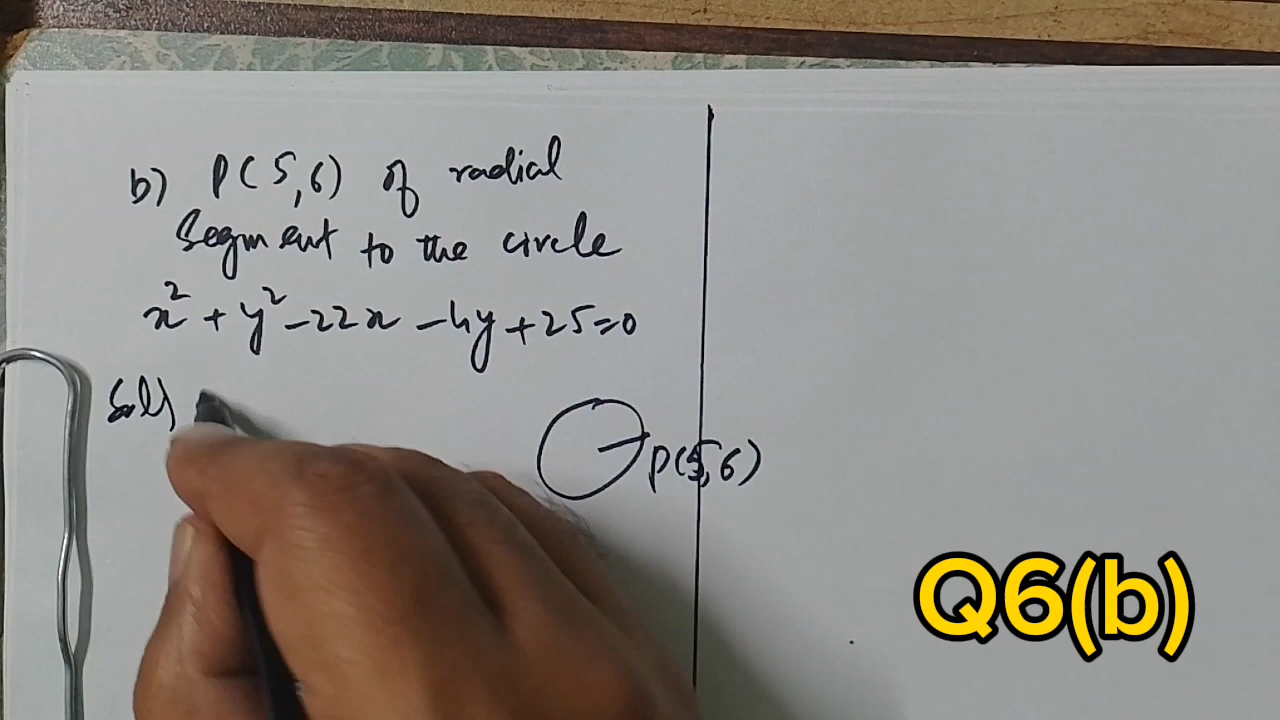 b) P(5,6) of radial
Segment to the circle
x² + y² - 22x - 4y + 25 = 0
Sol)
P(5,6)
Q6(b)